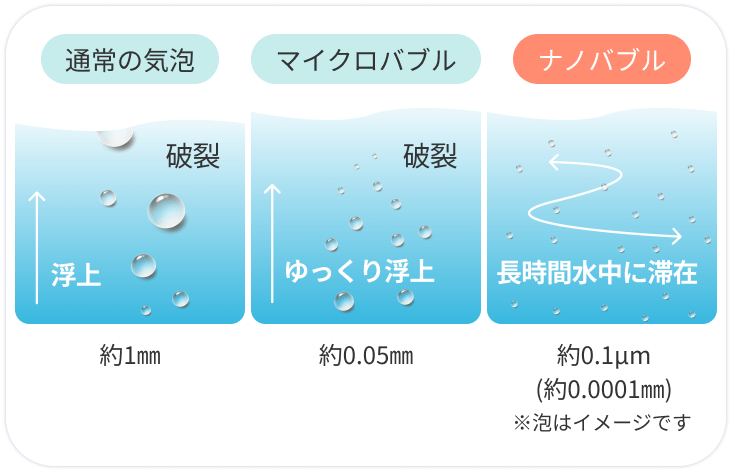 通常の気泡
マイクロバブル
ナノバブル
破裂
破裂
浮上
ゆっくり浮上
長時間水中に滞在
約1㎜
約0.05㎜
約0.1μm
(約0.0001㎜)
※泡はイメージです